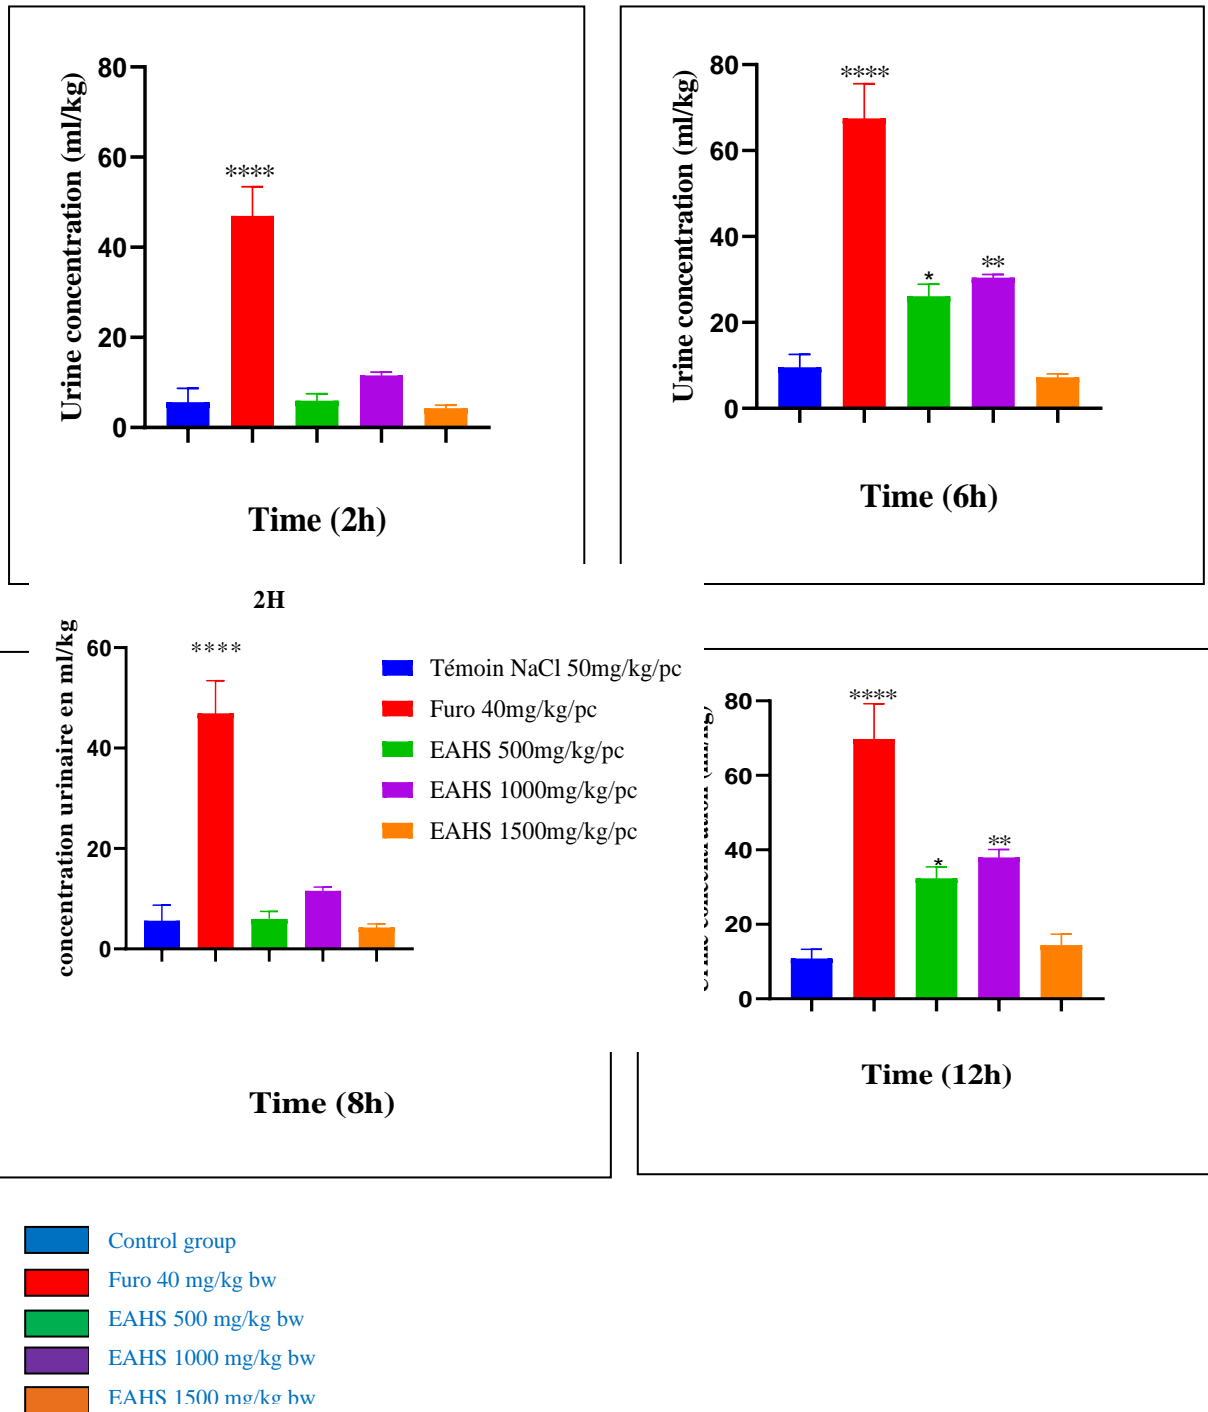 Urine concentration (ml/kg)
80
60
40
20
0
****
Time (2h)
Urine concentration (ml/kg)
80
60
40
20
0
****
*
**
Time (6h)
2H
concentration urinaire en ml/kg
60
40
20
0
****
Témoin NaCl 50mg/kg/pc
Furo 40mg/kg/pc
EAHS 500mg/kg/pc
EAHS 1000mg/kg/pc
EAHS 1500mg/kg/pc
Time (8h)
Urine concentration (ml/kg)
80
60
40
20
0
****
*
**
Time (12h)
Control group
Furo 40 mg/kg bw
EAHS 500 mg/kg bw
EAHS 1000 mg/kg bw
EAHS 1500 mg/kg bw